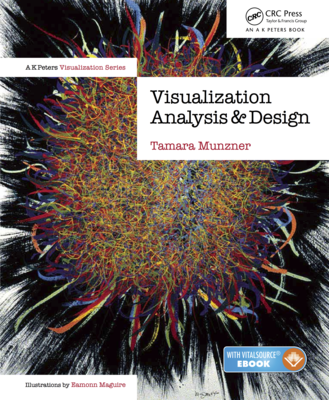 CRC Press
Taylor & Francis Group
AN A K PETERS BOOK
A K Peters Visualization Series
Visualization
Analysis & Design
Tamara Munzner
WITH VITALSOURCE®
EBOOK
Illustrations by Eamonn Maguire